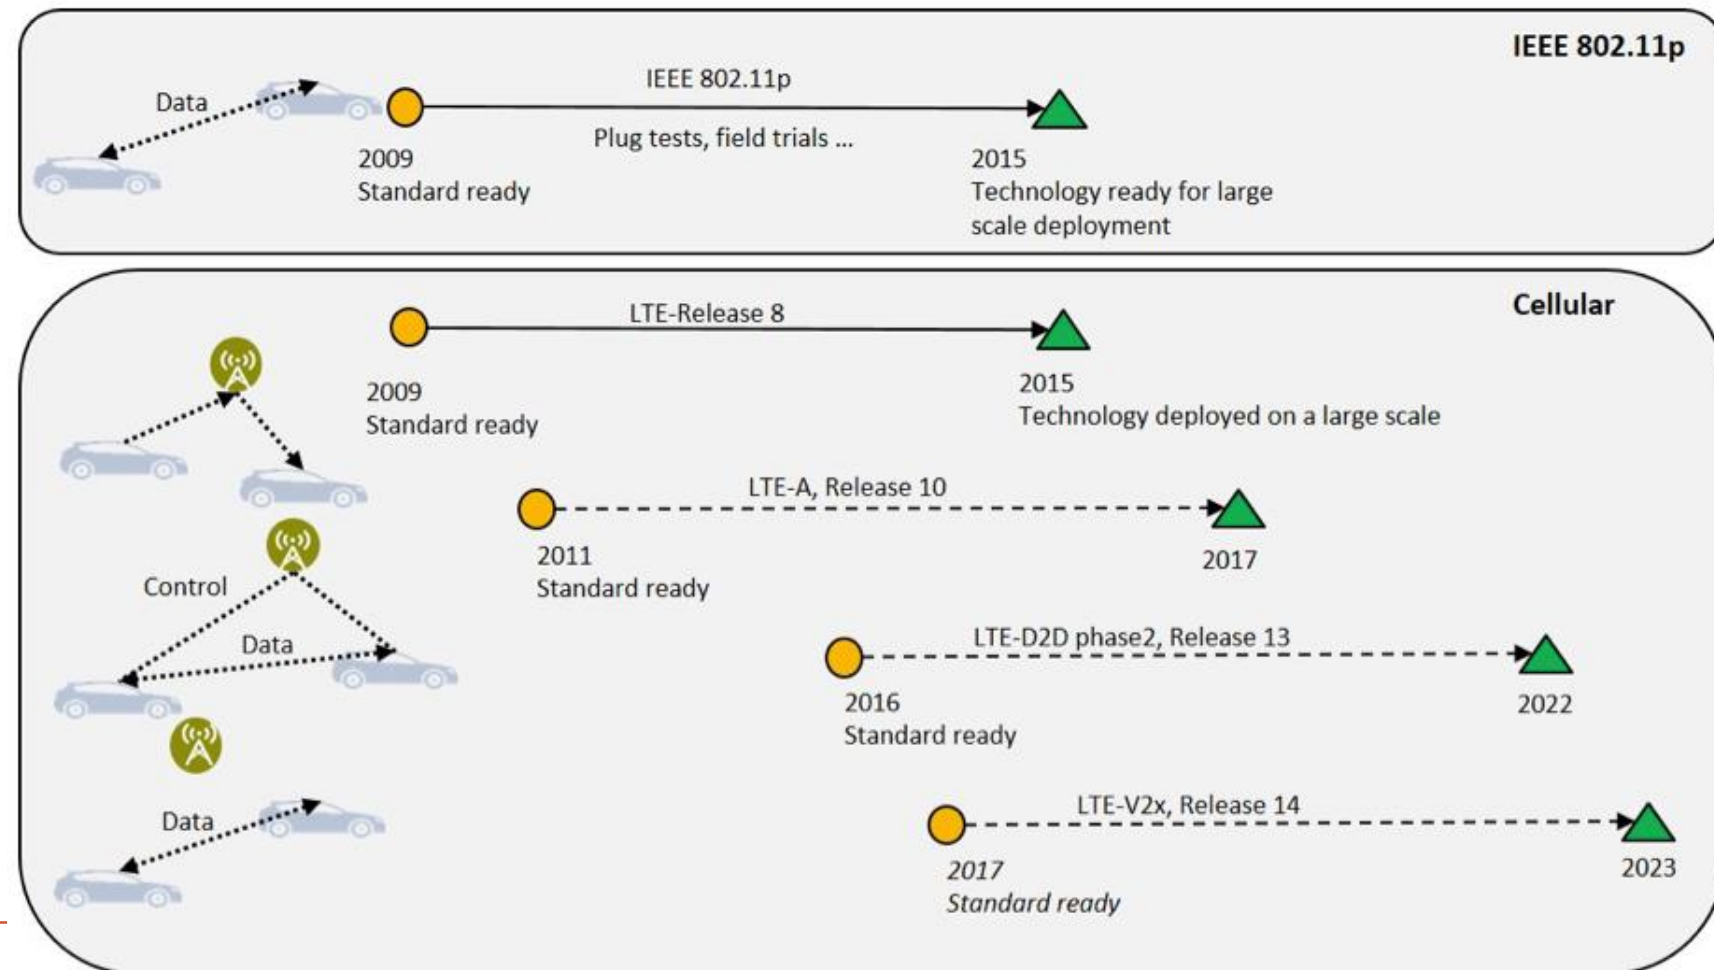 IEEE 802.11p
IEEE 802.11p
Data
Plug tests, field trials ...
2009
Standard ready
2015
Technology ready for large
scale deployment
Cellular
LTE-Release 8
2009
Standard ready
2015
Technology deployed on a large scale
LTE-A, Release 10
2011
Standard ready
2017
Control
Data
LTE-D2D phase2, Release 13
2016
Standard ready
2022
Data
LTE-V2x, Release 14
2017
Standard ready
2023